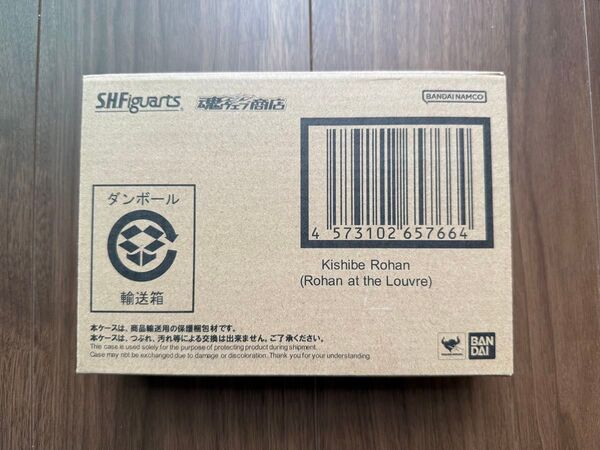 S.H.Figuarts
魂ウェブ商店
BANDAI NAMCO
4 573102 657664
Kishibe Rohan
(Rohan at the Louvre)
ダンボール
輸送箱
本ケースは、商品輸送用の保護梱包材です。
本ケースは、つぶれ、汚れ等による交換は出来ません。ご了承ください。
This case is used solely for the purpose of protecting product during shipment.
Case may not be exchanged due to damage or discoloration. Thank you for your understanding.
BAN
DAI